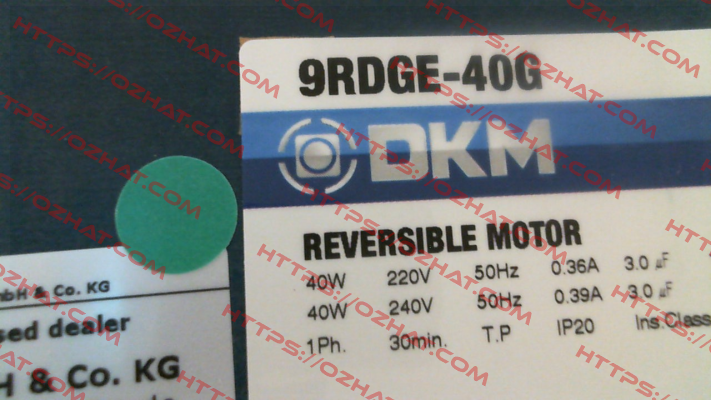 9RDGE-40G
DKM
REVERSIBLE MOTOR
40W 220V 50Hz 0.36A 3.0 µF
40W 240V 50Hz 0.39A 3.0 µF
1Ph. 30min. T.P IP20 Ins.Class
mbH & Co. KG
sed dealer
H & Co. KG
HTTPS://OZHAT.COM